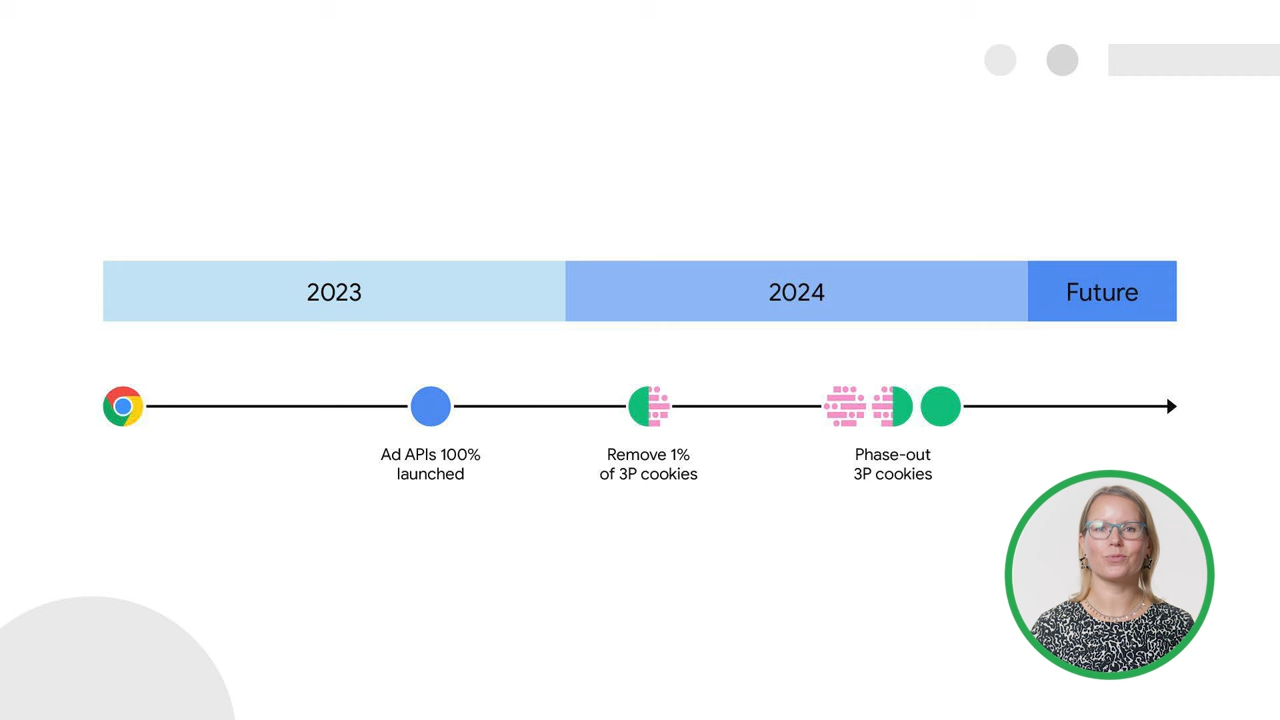 2023
2024
Future
Ad APIs 100%
launched
Remove 1%
of 3P cookies
Phase-out
3P cookies